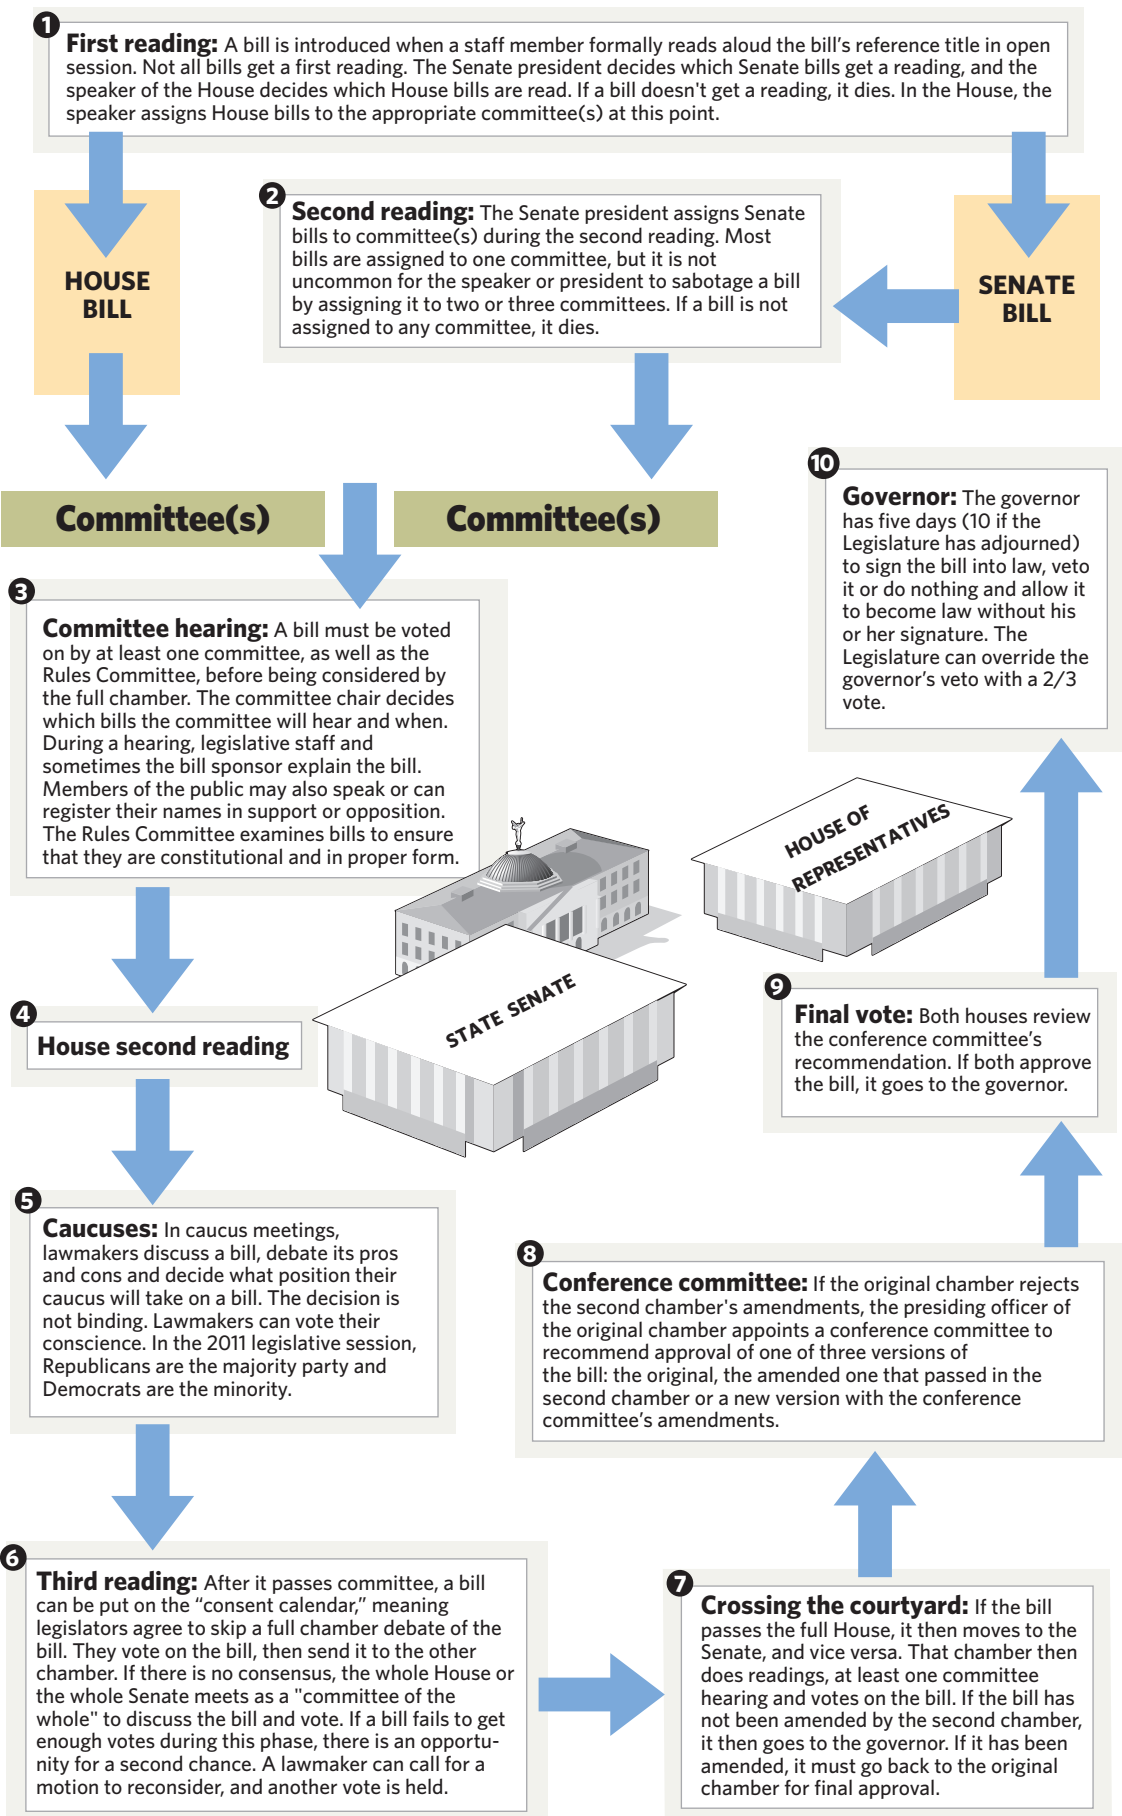 1
First reading: A bill is introduced when a staff member formally reads aloud the bill’s reference title in open
session. Not all bills get a first reading. The Senate president decides which Senate bills get a reading, and the
speaker of the House decides which House bills are read. If a bill doesn't get a reading, it dies. In the House, the
speaker assigns House bills to the appropriate committee(s) at this point.
HOUSE
BILL
2
Second reading: The Senate president assigns Senate
bills to committee(s) during the second reading. Most
bills are assigned to one committee, but it is not
uncommon for the speaker or president to sabotage a bill
by assigning it to two or three committees. If a bill is not
assigned to any committee, it dies.
SENATE
BILL
Committee(s)
Committee(s)
3
Committee hearing: A bill must be voted
on by at least one committee, as well as the
Rules Committee, before being considered by
the full chamber. The committee chair decides
which bills the committee will hear and when.
During a hearing, legislative staff and
sometimes the bill sponsor explain the bill.
Members of the public may also speak or can
register their names in support or opposition.
The Rules Committee examines bills to ensure
that they are constitutional and in proper form.
STATE SENATE
HOUSE OF
REPRESENTATIVES
4
House second reading
5
Caucuses: In caucus meetings,
lawmakers discuss a bill, debate its pros
and cons and decide what position their
caucus will take on a bill. The decision is
not binding. Lawmakers can vote their
conscience. In the 2011 legislative session,
Republicans are the majority party and
Democrats are the minority.
6
Third reading: After it passes committee, a bill
can be put on the “consent calendar,” meaning
legislators agree to skip a full chamber debate of the
bill. They vote on the bill, then send it to the other
chamber. If there is no consensus, the whole House or
the whole Senate meets as a "committee of the
whole" to discuss the bill and vote. If a bill fails to get
enough votes during this phase, there is an opportu-
nity for a second chance. A lawmaker can call for a
motion to reconsider, and another vote is held.
7
Crossing the courtyard: If the bill
passes the full House, it then moves to the
Senate, and vice versa. That chamber then
does readings, at least one committee
hearing and votes on the bill. If the bill has
not been amended by the second chamber,
it then goes to the governor. If it has been
amended, it must go back to the original
chamber for final approval.
8
Conference committee: If the original chamber rejects
the second chamber's amendments, the presiding officer of
the original chamber appoints a conference committee to
recommend approval of one of three versions of
the bill: the original, the amended one that passed in the
second chamber or a new version with the conference
committee’s amendments.
9
Final vote: Both houses review
the conference committee’s
recommendation. If both approve
the bill, it goes to the governor.
10
Governor: The governor
has five days (10 if the
Legislature has adjourned)
to sign the bill into law, veto
it or do nothing and allow it
to become law without his
or her signature. The
Legislature can override the
governor’s veto with a 2/3
vote.